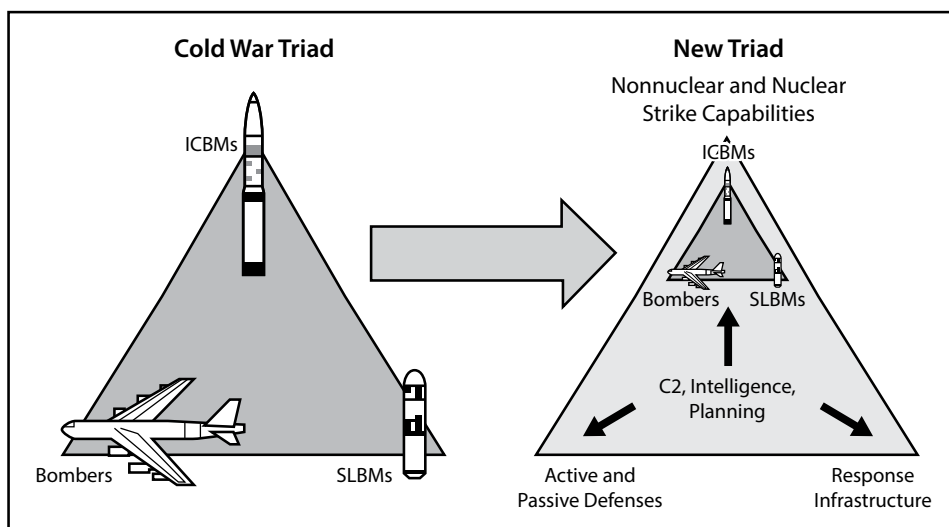 Cold War Triad
ICBMs
Bombers
SLBMs
New Triad
Nonnuclear and Nuclear
Strike Capabilities
ICBMs
Bombers
SLBMs
C2, Intelligence,
Planning
Active and
Passive Defenses
Response
Infrastructure